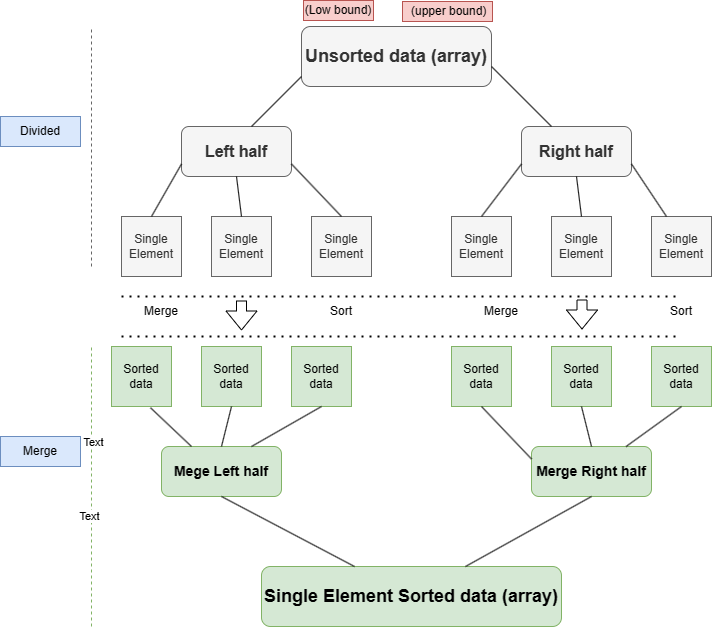 (Low bound)
(upper bound)
Unsorted data (array)
Divided
Left half
Right half
Single
Element
Single
Element
Single
Element
Single
Element
Single
Element
Single
Element
Merge
Sort
Merge
Sort
Sorted
data
Sorted
data
Sorted
data
Sorted
data
Sorted
data
Sorted
data
Text
Merge
Mege Left half
Merge Right half
Text
Single Element Sorted data (array)